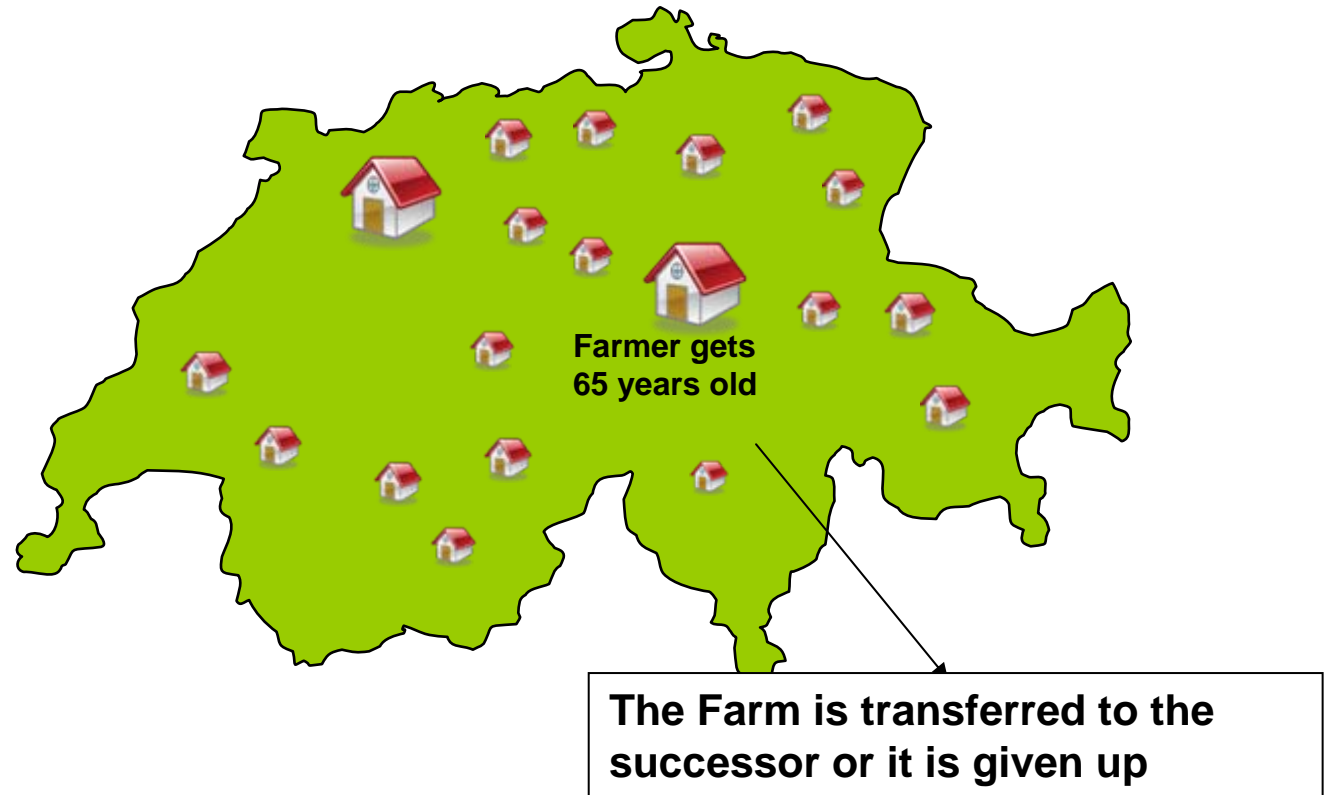 Farmer gets
65 years old
The Farm is transferred to the
successor or it is given up